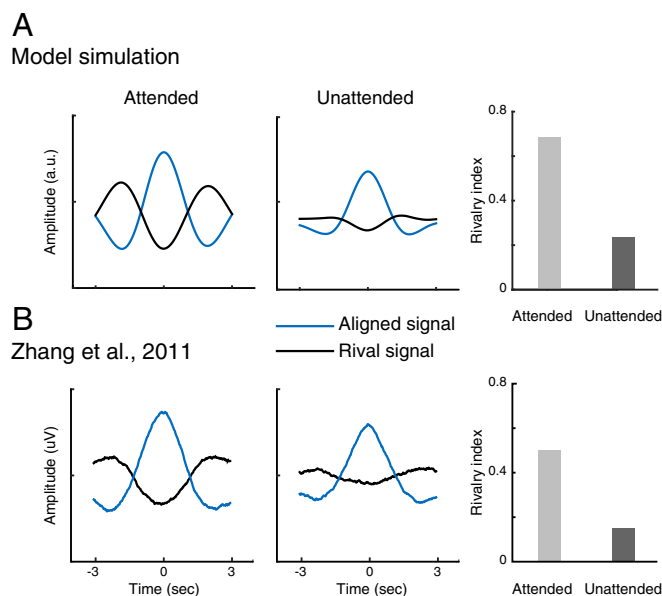 A
Model simulation
Attended
Unattended
Amplitude (a.u.)
0.8
0.4
0
Rivalry index
Attended Unattended
B
Zhang et al., 2011
Aligned signal
Rival signal
Amplitude (uV)
-3 0 3
Time (sec)
-3 0 3
Time (sec)
0.8
0.4
0
Rivalry index
Attended Unattended